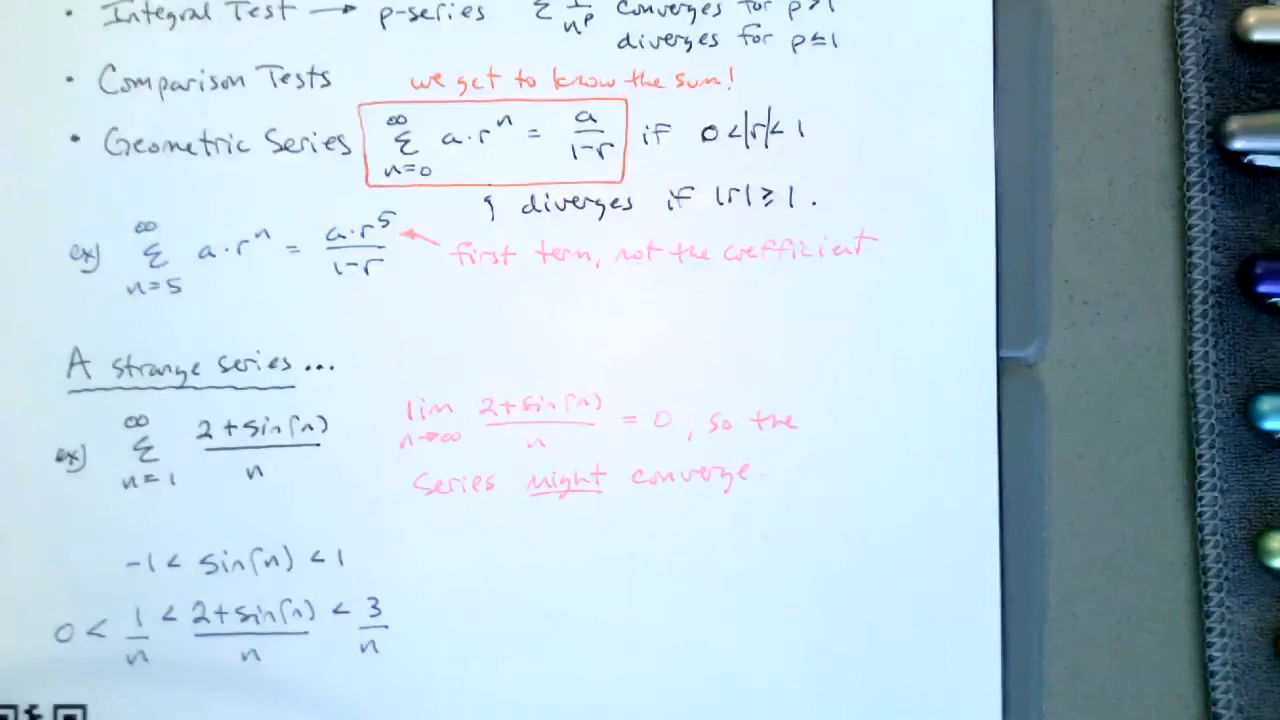 • Integral Test → p-series Σ 1/n^p converges for p>1
diverges for p≤1
• Comparison Tests we get to know the sum!
• Geometric Series ∞ Σ n=0 a·r^n = a/(1-r) if 0<|r|<1
& diverges if |r|≥1.
ex) ∞ Σ n=5 a·r^n = a·r^5/(1-r) ← first term, not the coefficient
A strange series...
ex) ∞ Σ n=1 (2+sin(n))/n lim n→∞ (2+sin(n))/n = 0, so the
series might converge.
-1 < sin(n) < 1
0 < 1/n < (2+sin(n))/n < 3/n